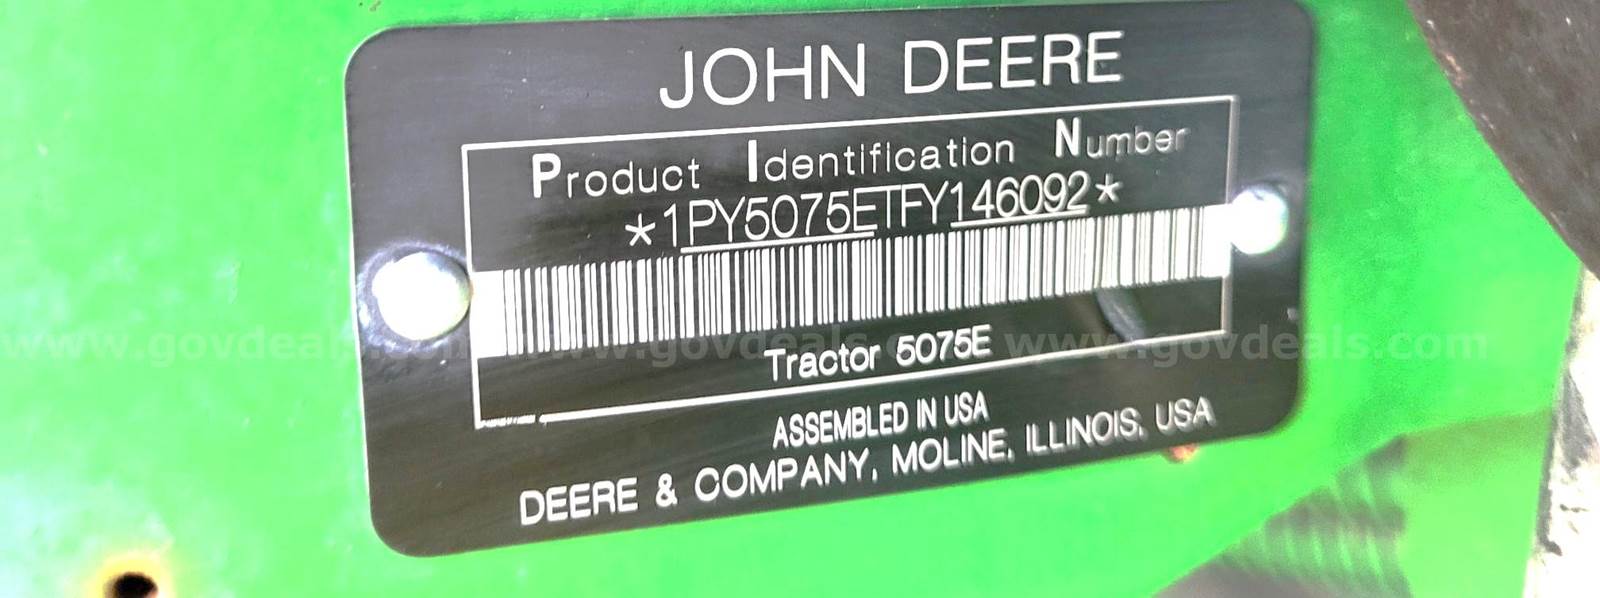 JOHN DEERE
Product Identification Number
*1PY5075ETFY146092*
Tractor 5075E
www.govdeals.com www.govdeals.com www.govdeals.com
ASSEMBLED IN USA
DEERE & COMPANY, MOLINE, ILLINOIS, USA